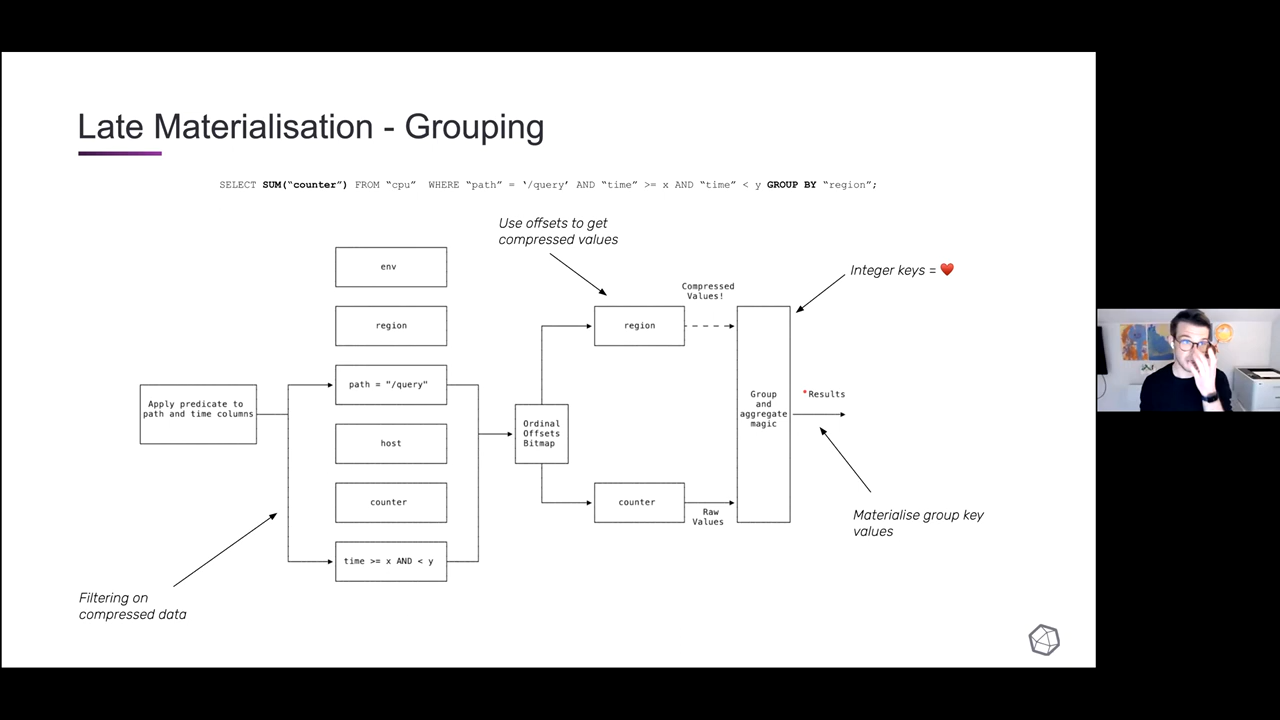 Late Materialisation - Grouping
SELECT SUM(“counter”) FROM “cpu”  WHERE “path” = ‘/query’ AND “time” >= x AND “time” < y GROUP BY “region”;
Use offsets to get
compressed values
env
Integer keys = ❤️
Compressed
Values!
region
region
path = "/query"
Apply predicate to
path and time columns
Group
and
aggregate
magic
*Results
Ordinal
Offsets
Bitmap
host
counter
counter
Raw
Values
Materialise group key
values
time >= x AND < y
Filtering on
compressed data